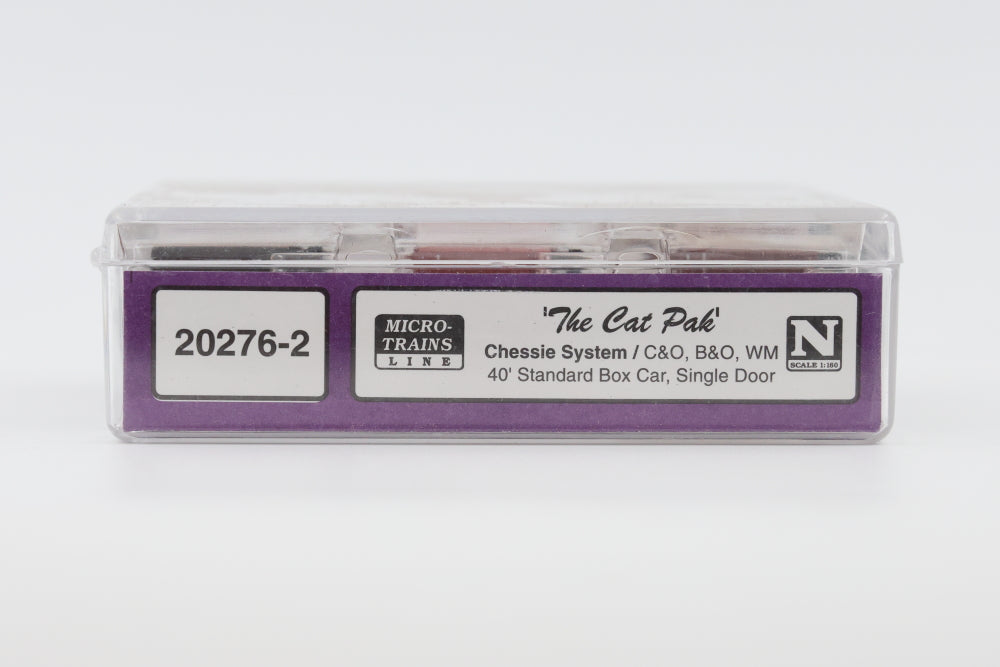 20276-2
MICRO-
TRAINS
LINE
'The Cat Pak'
Chessie System / C&O, B&O, WM
40' Standard Box Car, Single Door
N
SCALE 1:160